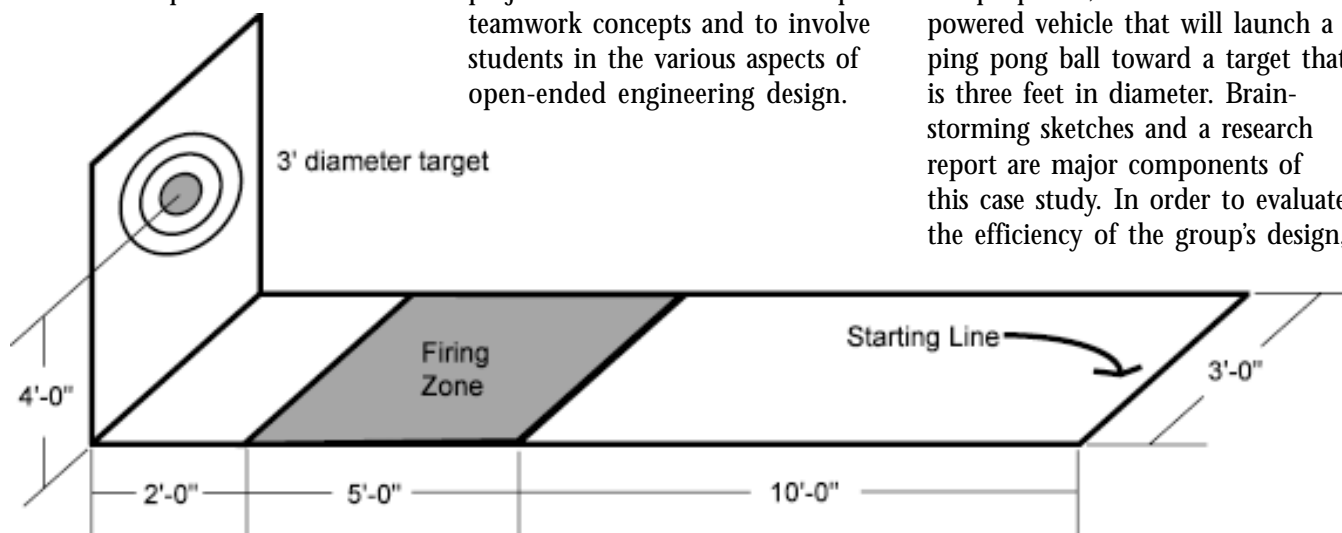 teamwork concepts and to involve
students in the various aspects of
open-ended engineering design.
powered vehicle that will launch a
ping pong ball toward a target that
is three feet in diameter. Brain-
storming sketches and a research
report are major components of
this case study. In order to evaluate
the efficiency of the group's design,
3' diameter target
Firing
Zone
Starting Line
3'-0"
4'-0"
2'-0"
5'-0"
10'-0"